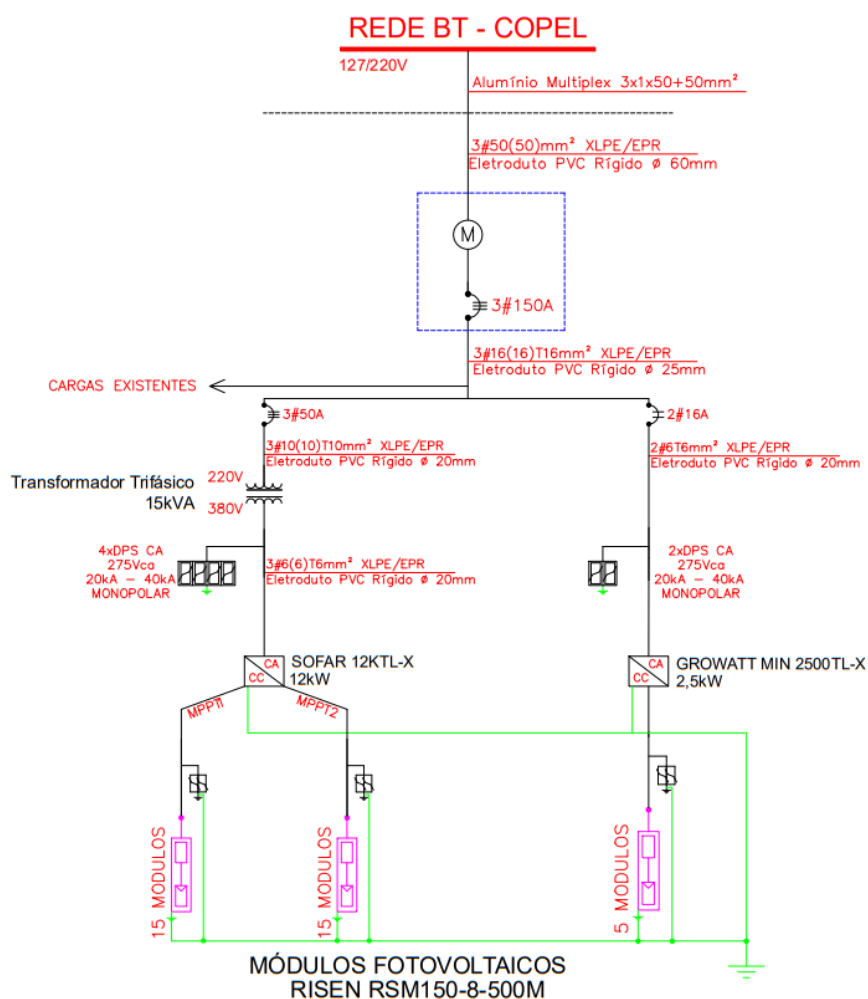 REDE BT - COPEL
127/220V
Alumínio Multiplex 3x1x50+50mm²
3#50(50)mm² XLPE/EPR
Eletroduto PVC Rígido ø 60mm
M
3#150A
3#16(16)T16mm² XLPE/EPR
Eletroduto PVC Rígido ø 25mm
CARGAS EXISTENTES
3#50A
2#16A
3#10(10)T10mm² XLPE/EPR
Eletroduto PVC Rígido ø 20mm
2#6T6mm² XLPE/EPR
Eletroduto PVC Rígido ø 20mm
Transformador Trifásico
15kVA
220V
380V
4xDPS CA
275Vca
20kA – 40kA
MONOPOLAR
3#6(6)T6mm² XLPE/EPR
Eletroduto PVC Rígido ø 20mm
2xDPS CA
275Vca
20kA – 40kA
MONOPOLAR
CA
CC
SOFAR 12KTL-X
12kW
CA
CC
GROWATT MIN 2500TL-X
2,5kW
MPPT1
MPPT2
15 MODULOS
15 MODULOS
5 MODULOS
MÓDULOS FOTOVOLTAICOS
RISEN RSM150-8-500M